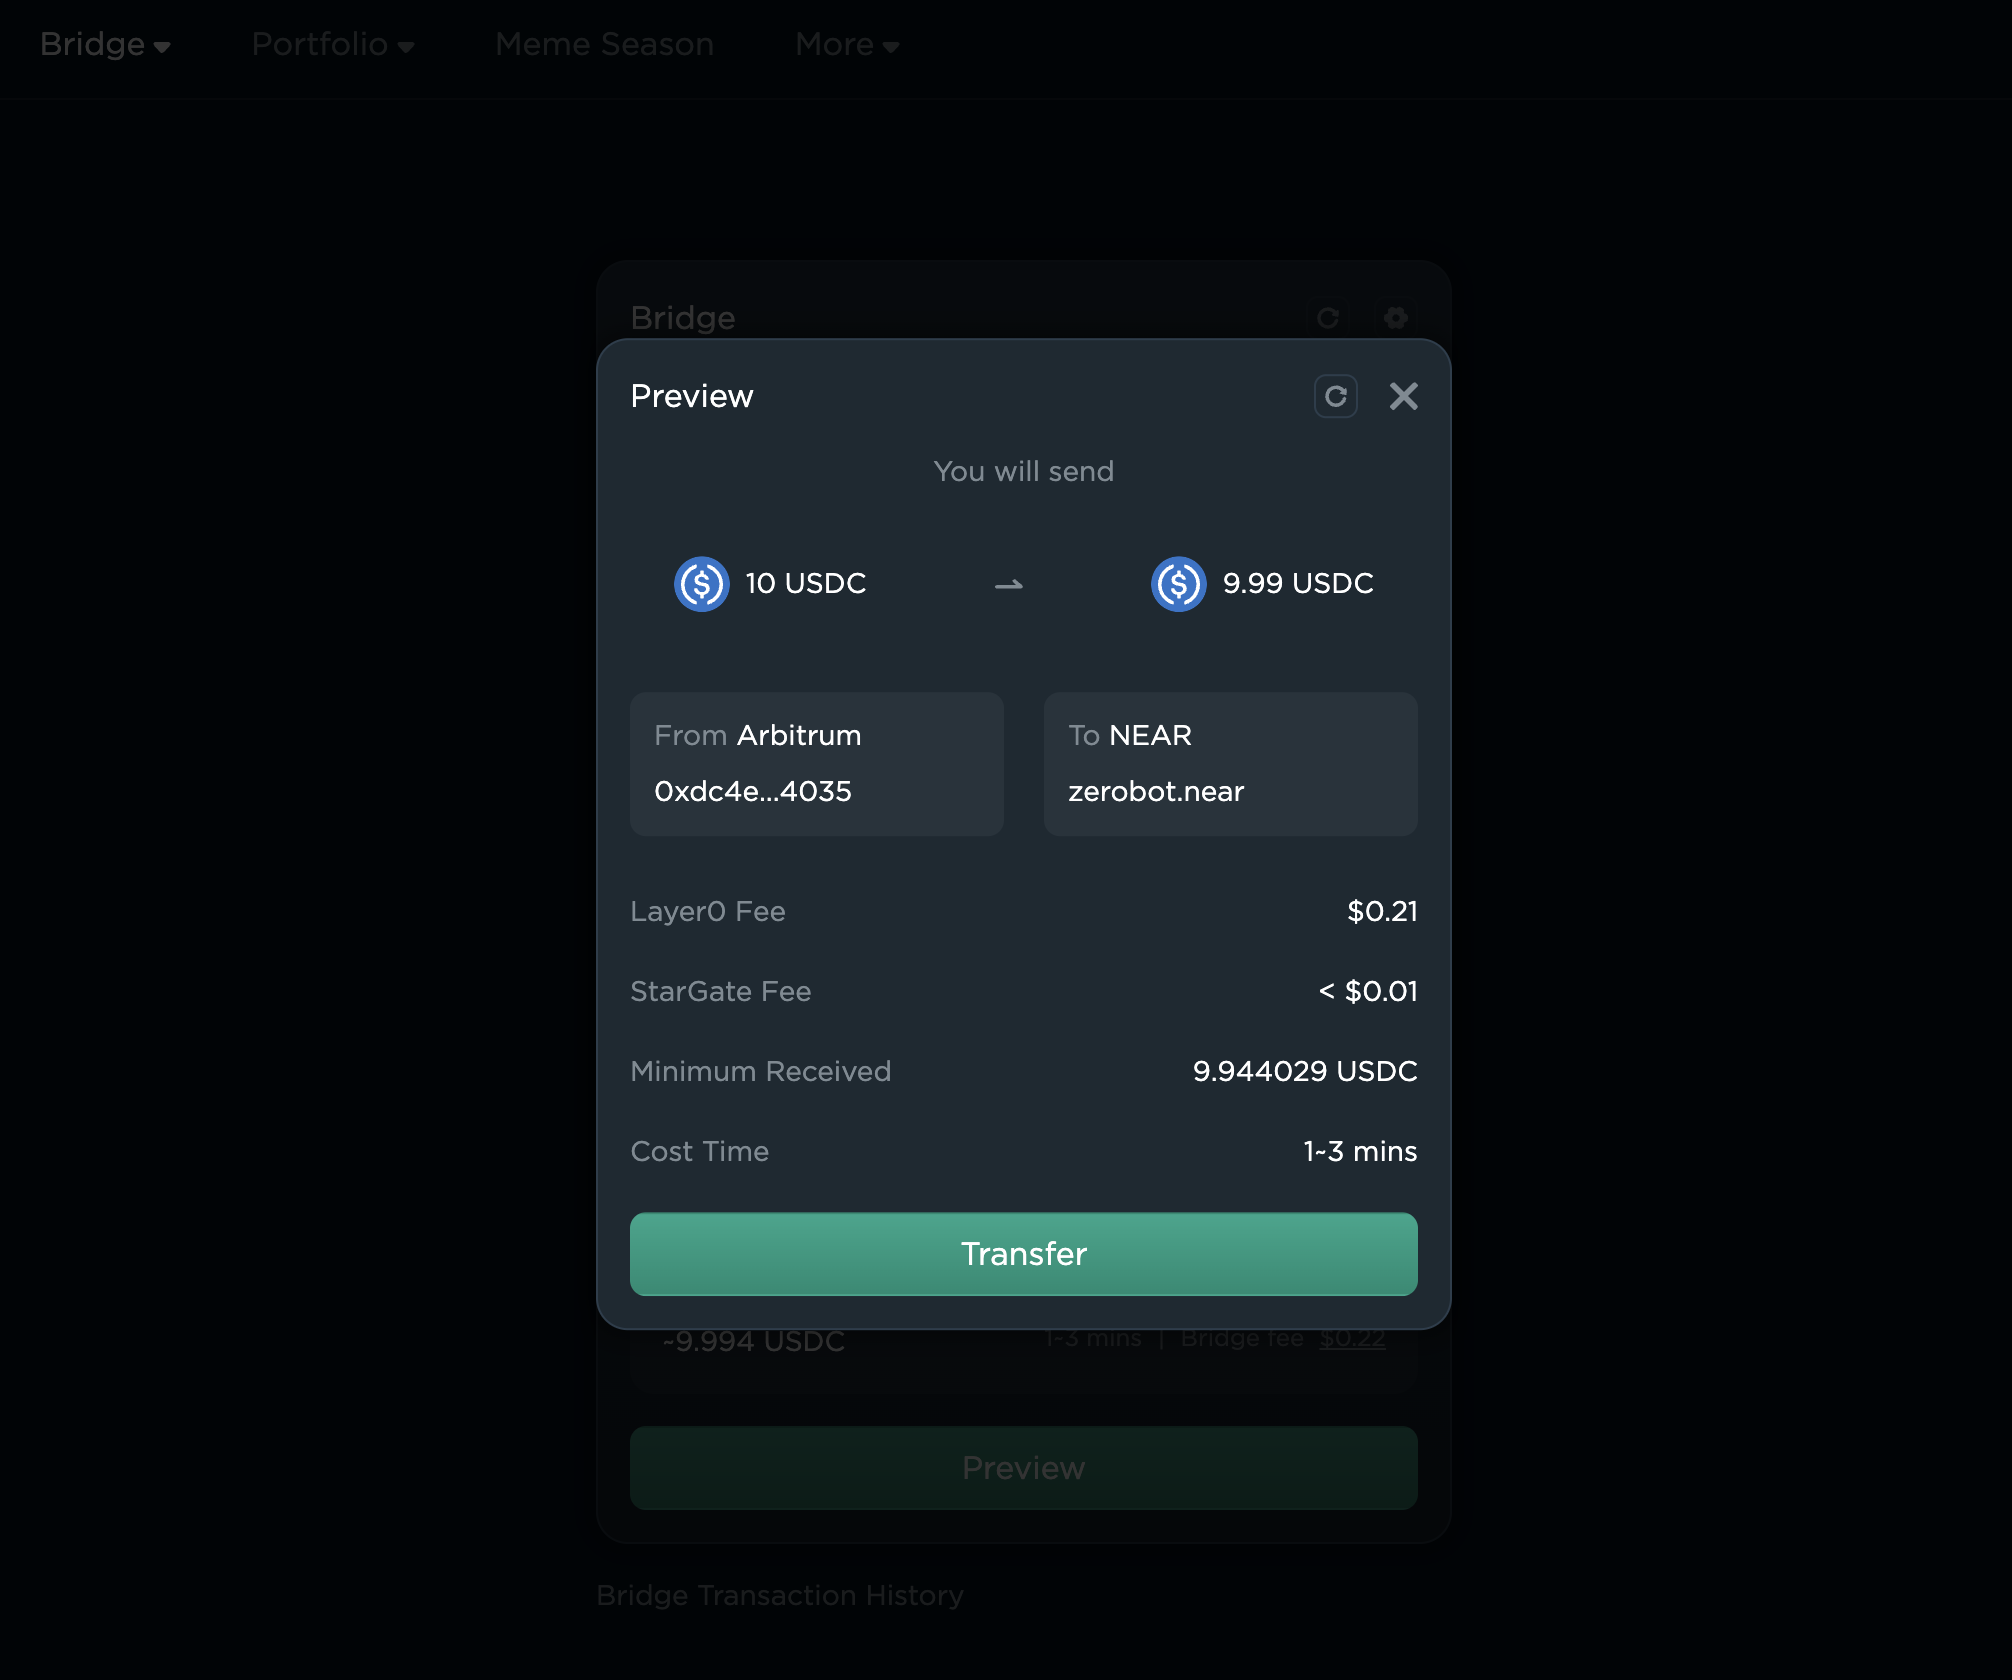 Bridge Portfolio Meme Season More
Bridge
Preview
You will send
10 USDC 9.99 USDC
From Arbitrum To NEAR
0xdc4e...4035 zerobot.near
Layer0 Fee $0.21
StarGate Fee < $0.01
Minimum Received 9.944029 USDC
Cost Time 1~3 mins
Transfer
~9.994 USDC 1~3 mins | Bridge fee $0.22
Preview
Bridge Transaction History